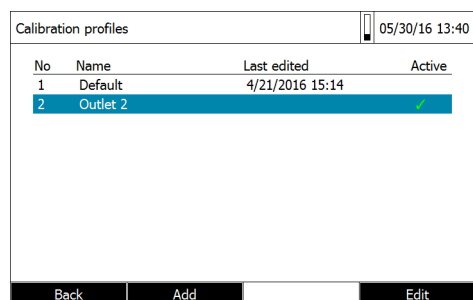 Calibration profiles 05/30/16 13:40
No Name Last edited Active
1 Default 4/21/2016 15:14
2 Outlet 2 ✓
Back Add Edit